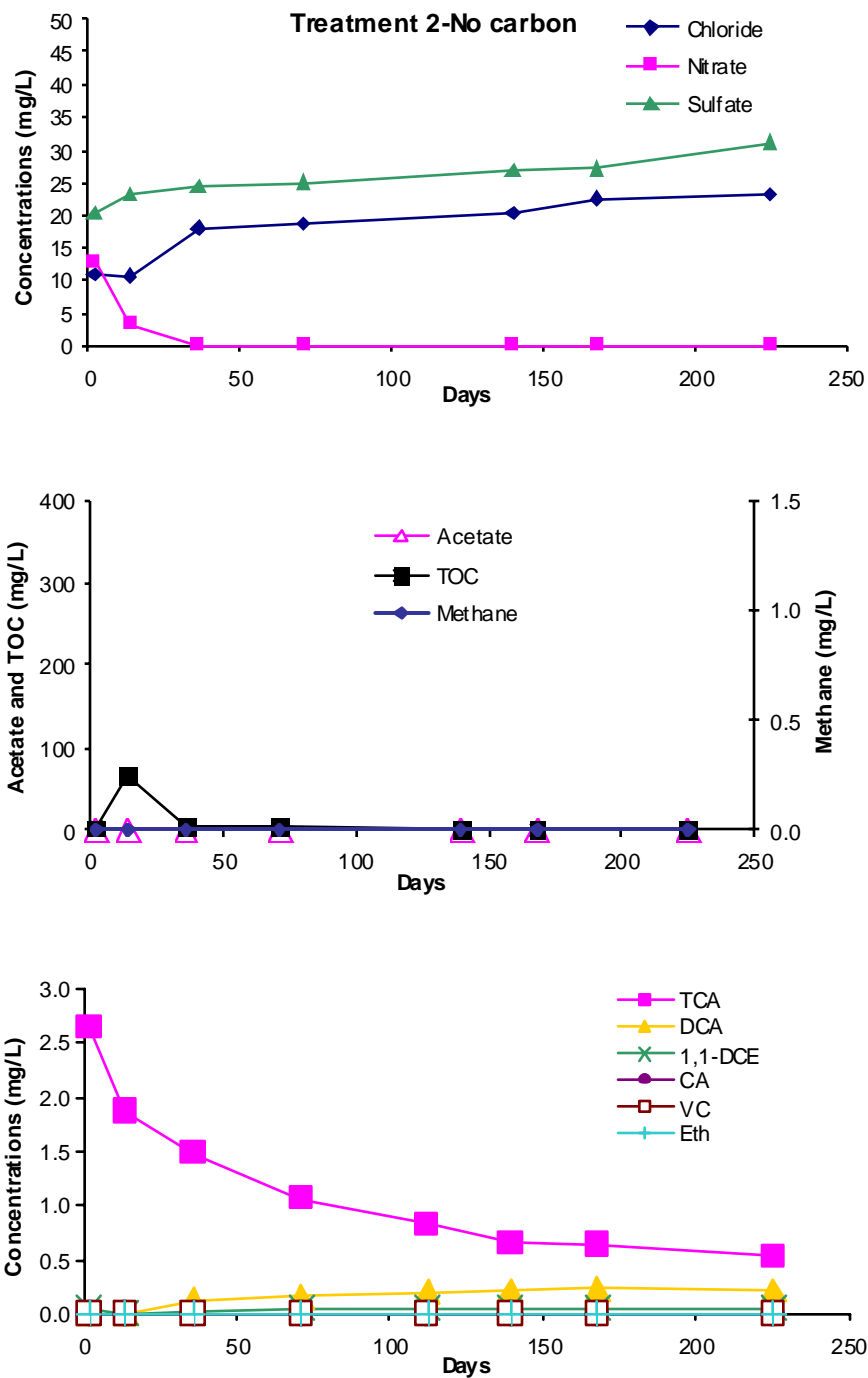 Treatment 2-No carbon
Chloride
Nitrate
Sulfate
Concentrations (mg/L)
50
45
40
35
30
25
20
15
10
5
0
0 50 100 150 200 250
Days
Acetate and TOC (mg/L)
400
300
200
100
0
Acetate
TOC
Methane
1.5
1.0
0.5
0.0
Methane (mg/L)
0 50 100 150 200 250
Days
Concentrations (mg/L)
3.0
2.5
2.0
1.5
1.0
0.5
0.0
TCA
DCA
1,1-DCE
CA
VC
Eth
0 50 100 150 200 250
Days